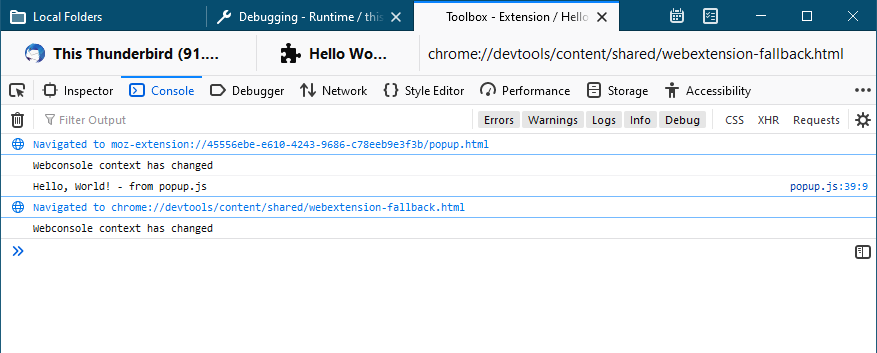 Local Folders
Debugging - Runtime / this
Toolbox - Extension / Hello
This Thunderbird (91....
Hello Wo...
chrome://devtools/content/shared/webextension-fallback.html
Inspector Console Debugger Network Style Editor Performance Storage Accessibility
Filter Output Errors Warnings Logs Info Debug CSS XHR Requests
Navigated to moz-extension://45556ebe-e610-4243-9686-c78eeb9e3f3b/popup.html
Webconsole context has changed
Hello, World! - from popup.js popup.js:39:9
Navigated to chrome://devtools/content/shared/webextension-fallback.html
Webconsole context has changed